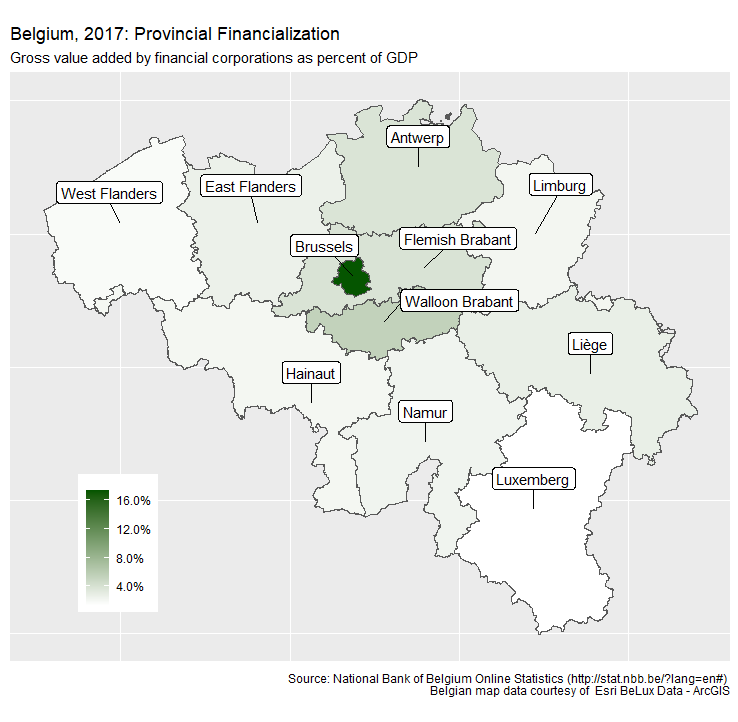 Belgium, 2017: Provincial Financialization
Gross value added by financial corporations as percent of GDP
Antwerp
West Flanders
East Flanders
Limburg
Brussels
Flemish Brabant
Walloon Brabant
Liège
Hainaut
Namur
Luxemberg
16.0%
12.0%
8.0%
4.0%
Source: National Bank of Belgium Online Statistics (http://stat.nbb.be/?lang=en#)
Belgian map data courtesy of Esri BeLux Data - ArcGIS